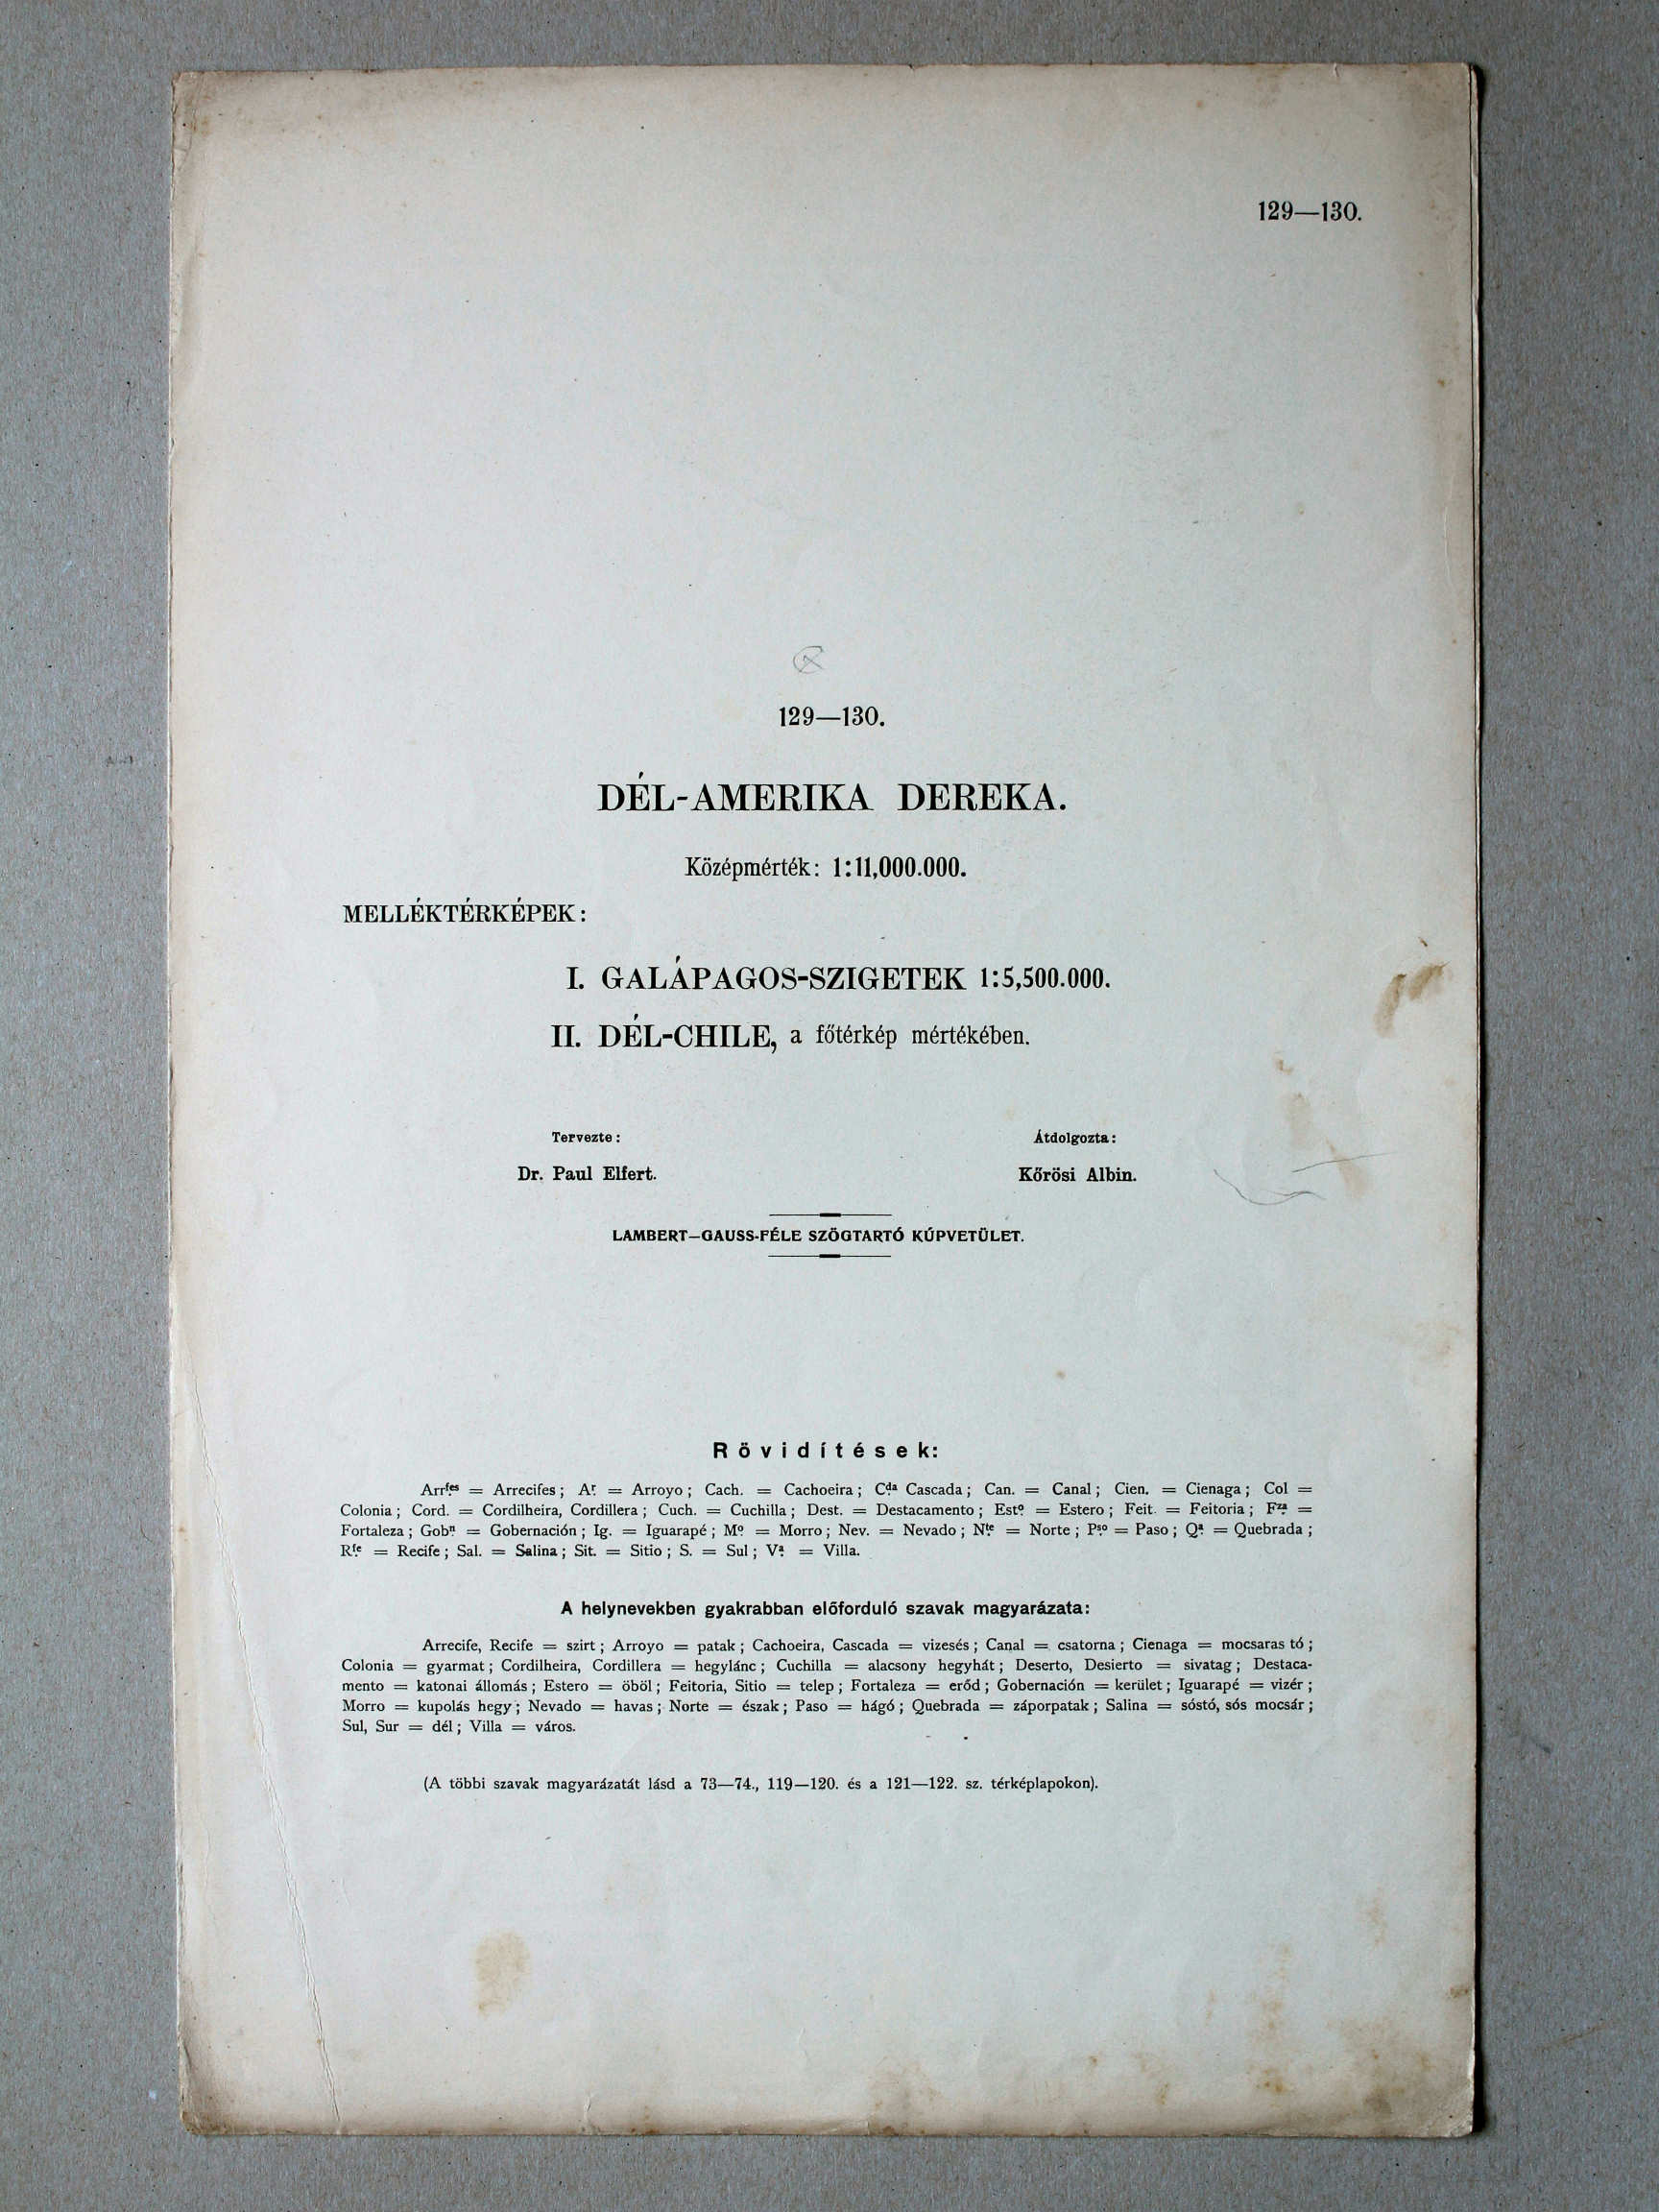 129—130.
129—130.
DÉL-AMERIKA DEREKA.
Középmérték: 1:11,000.000.
MELLÉKTÉRKÉPEK:
I. GALÁPAGOS-SZIGETEK 1:5,500.000.
II. DÉL-CHILE, a főtérkép mértékében.
Tervezte: Átdolgozta:
Dr. Paul Elfert. Kőrösi Albin.
LAMBERT—GAUSS-FÉLE SZÖGTARTÓ KÚPVETÜLET.
Rövidítések:
Arrfes = Arrecifes; Ar = Arroyo; Cach. = Cachoeira; Cda Cascada; Can. = Canal; Cien. = Cienaga; Col =
Colonia; Cord. = Cordilheira, Cordillera; Cuch. = Cuchilla; Dest. = Destacamento; Esto = Estero; Feit. = Feitoria; Fza =
Fortaleza; Gobn = Gobernación; Ig. = Iguarapé; Mo = Morro; Nev. = Nevado; Nte = Norte; Pso = Paso; Qa = Quebrada;
Rfe = Recife; Sal. = Salina; Sit. = Sitio; S. = Sul; Va = Villa.
A helynevekben gyakrabban előforduló szavak magyarázata:
Arrecife, Recife = szirt; Arroyo = patak; Cachoeira, Cascada = vizesés; Canal = csatorna; Cienaga = mocsaras tó;
Colonia = gyarmat; Cordilheira, Cordillera = hegylánc; Cuchilla = alacsony hegyhát; Deserto, Desierto = sivatag; Destaca-
mento = katonai állomás; Estero = öböl; Feitoria, Sitio = telep; Fortaleza = erőd; Gobernación = kerület; Iguarapé = vizér;
Morro = kupolás hegy; Nevado = havas; Norte = észak; Paso = hágó; Quebrada = záporpatak; Salina = sóstó, sós mocsár;
Sul, Sur = dél; Villa = város.
(A többi szavak magyarázatát lásd a 73—74., 119—120. és a 121—122. sz. térképlapokon).